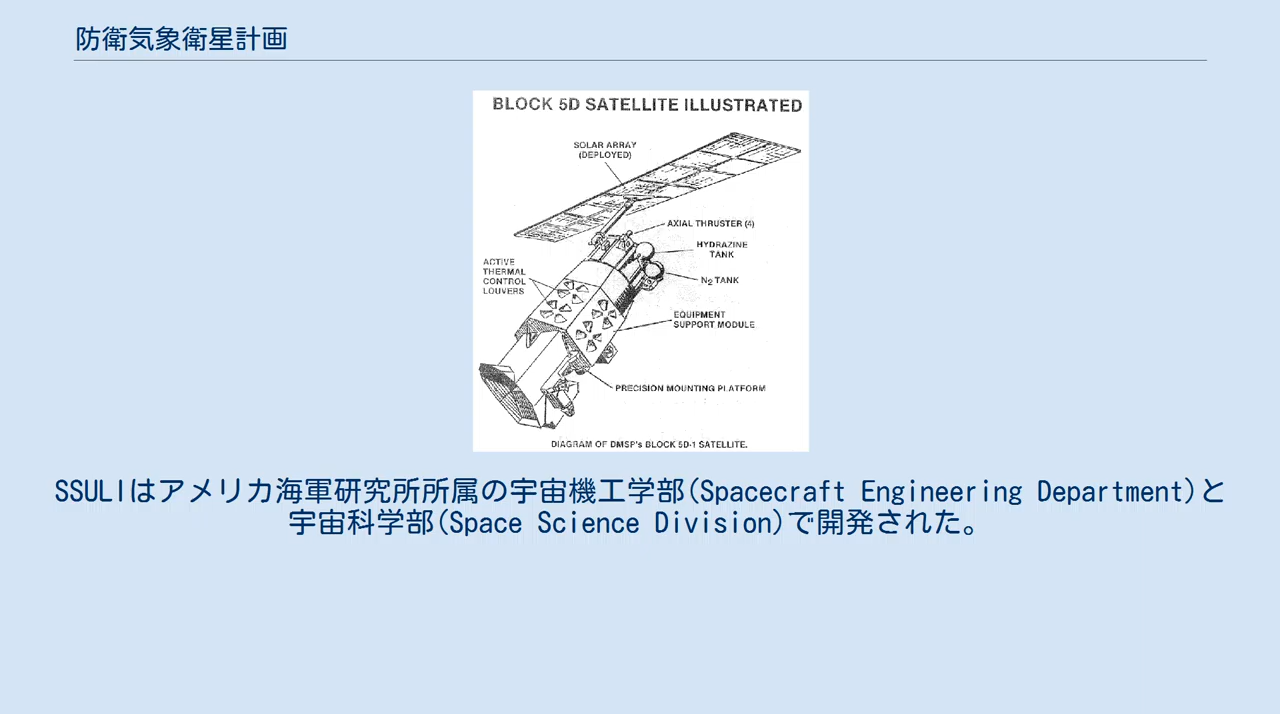 防衛気象衛星計画
BLOCK 5D SATELLITE ILLUSTRATED
SOLAR ARRAY
(DEPLOYED)
AXIAL THRUSTER (4)
HYDRAZINE
TANK
ACTIVE
THERMAL
CONTROL
LOUVERS
N2 TANK
EQUIPMENT
SUPPORT MODULE
PRECISION MOUNTING PLATFORM
DIAGRAM OF DMSP's BLOCK 5D-1 SATELLITE.
SSULIはアメリカ海軍研究所所属の宇宙機工学部(Spacecraft Engineering Department)と
宇宙科学部(Space Science Division)で開発された。